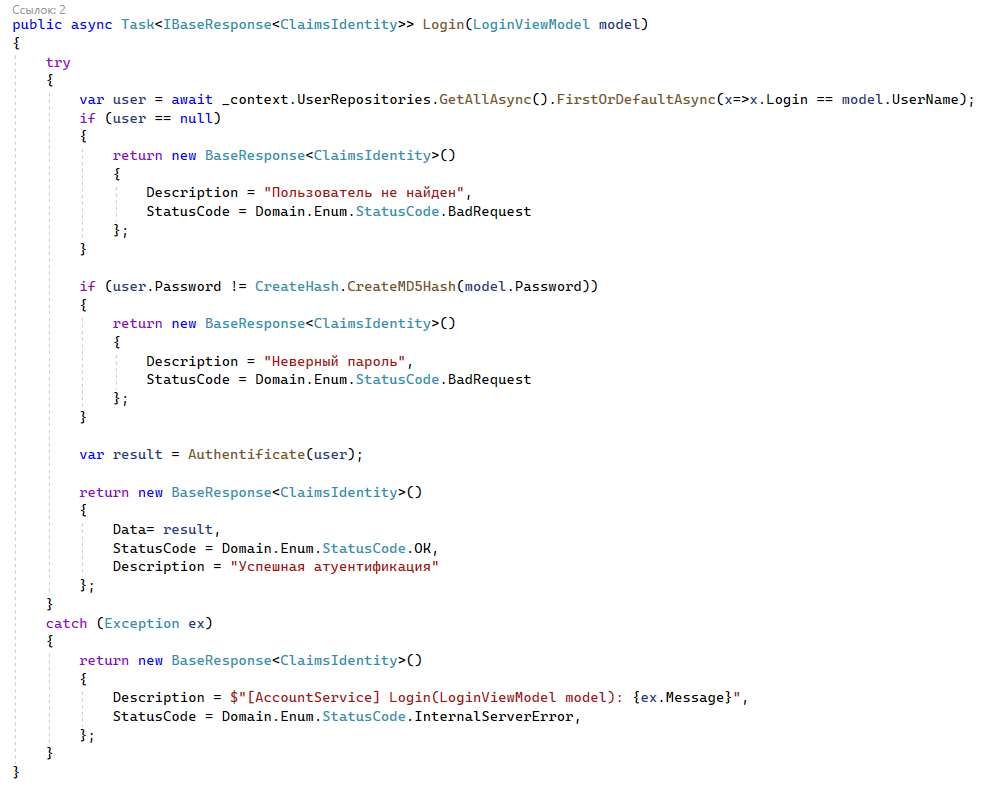 Ссылок: 2
public async Task<IBaseResponse<ClaimsIdentity>> Login(LoginViewModel model)
{
    try
    {
        var user = await _context.UserRepositories.GetAllAsync().FirstOrDefaultAsync(x=>x.Login == model.UserName);
        if (user == null)
        {
            return new BaseResponse<ClaimsIdentity>()
            {
                Description = "Пользователь не найден",
                StatusCode = Domain.Enum.StatusCode.BadRequest
            };
        }

        if (user.Password != CreateHash.CreateMD5Hash(model.Password))
        {
            return new BaseResponse<ClaimsIdentity>()
            {
                Description = "Неверный пароль",
                StatusCode = Domain.Enum.StatusCode.BadRequest
            };
        }

        var result = Authentificate(user);

        return new BaseResponse<ClaimsIdentity>()
        {
            Data= result,
            StatusCode = Domain.Enum.StatusCode.OK,
            Description = "Успешная атуентификация"
        };
    }
    catch (Exception ex)
    {
        return new BaseResponse<ClaimsIdentity>()
        {
            Description = $"[AccountService] Login(LoginViewModel model): {ex.Message}",
            StatusCode = Domain.Enum.StatusCode.InternalServerError,
        };
    }
}